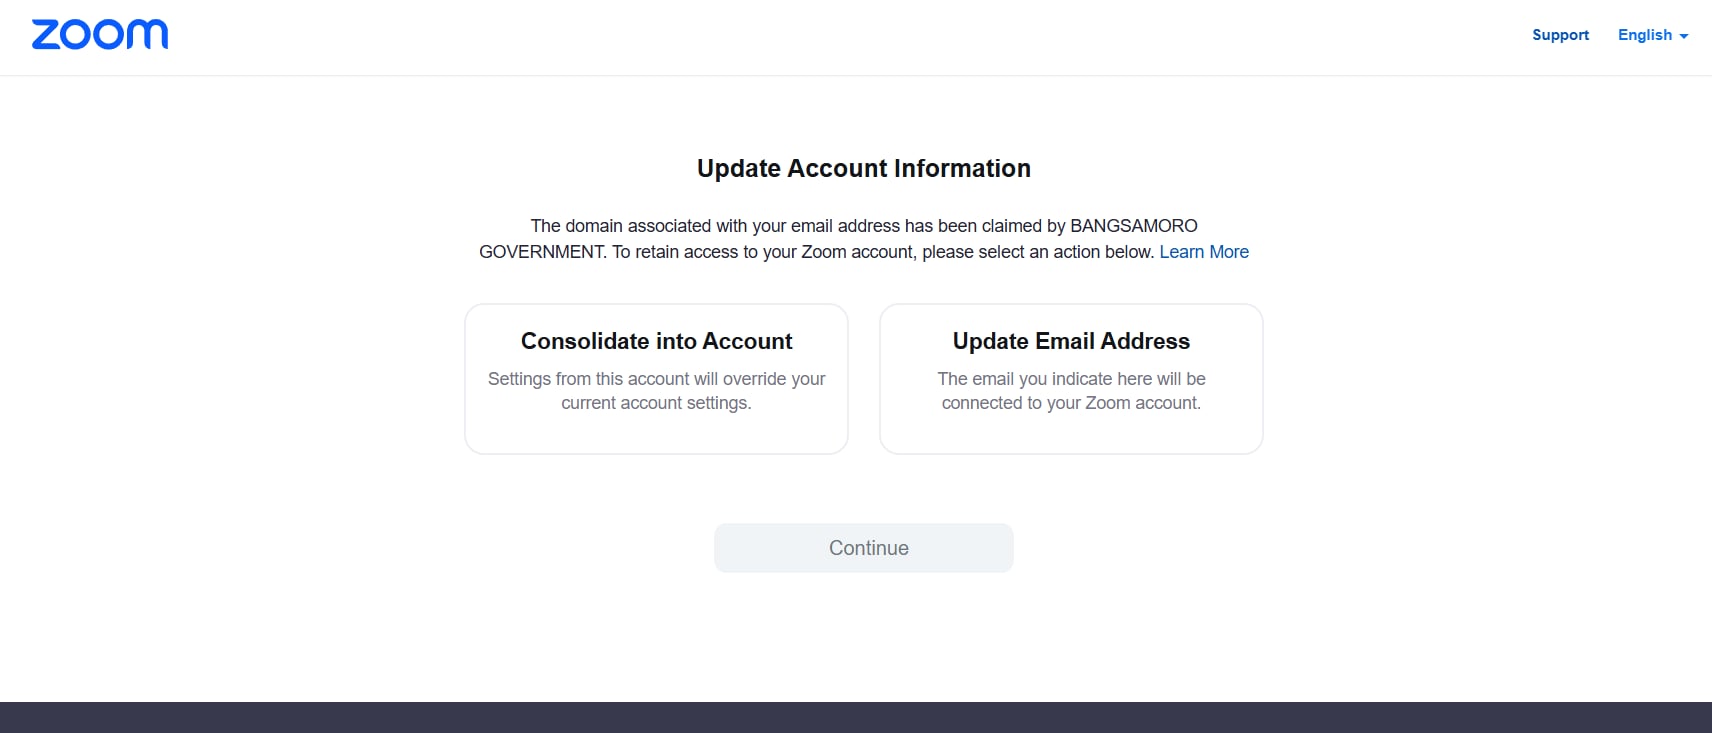 zoom
Support
English
Update Account Information
The domain associated with your email address has been claimed by BANGSAMORO
GOVERNMENT. To retain access to your Zoom account, please select an action below. Learn More
Consolidate into Account
Settings from this account will override your
current account settings.
Update Email Address
The email you indicate here will be
connected to your Zoom account.
Continue